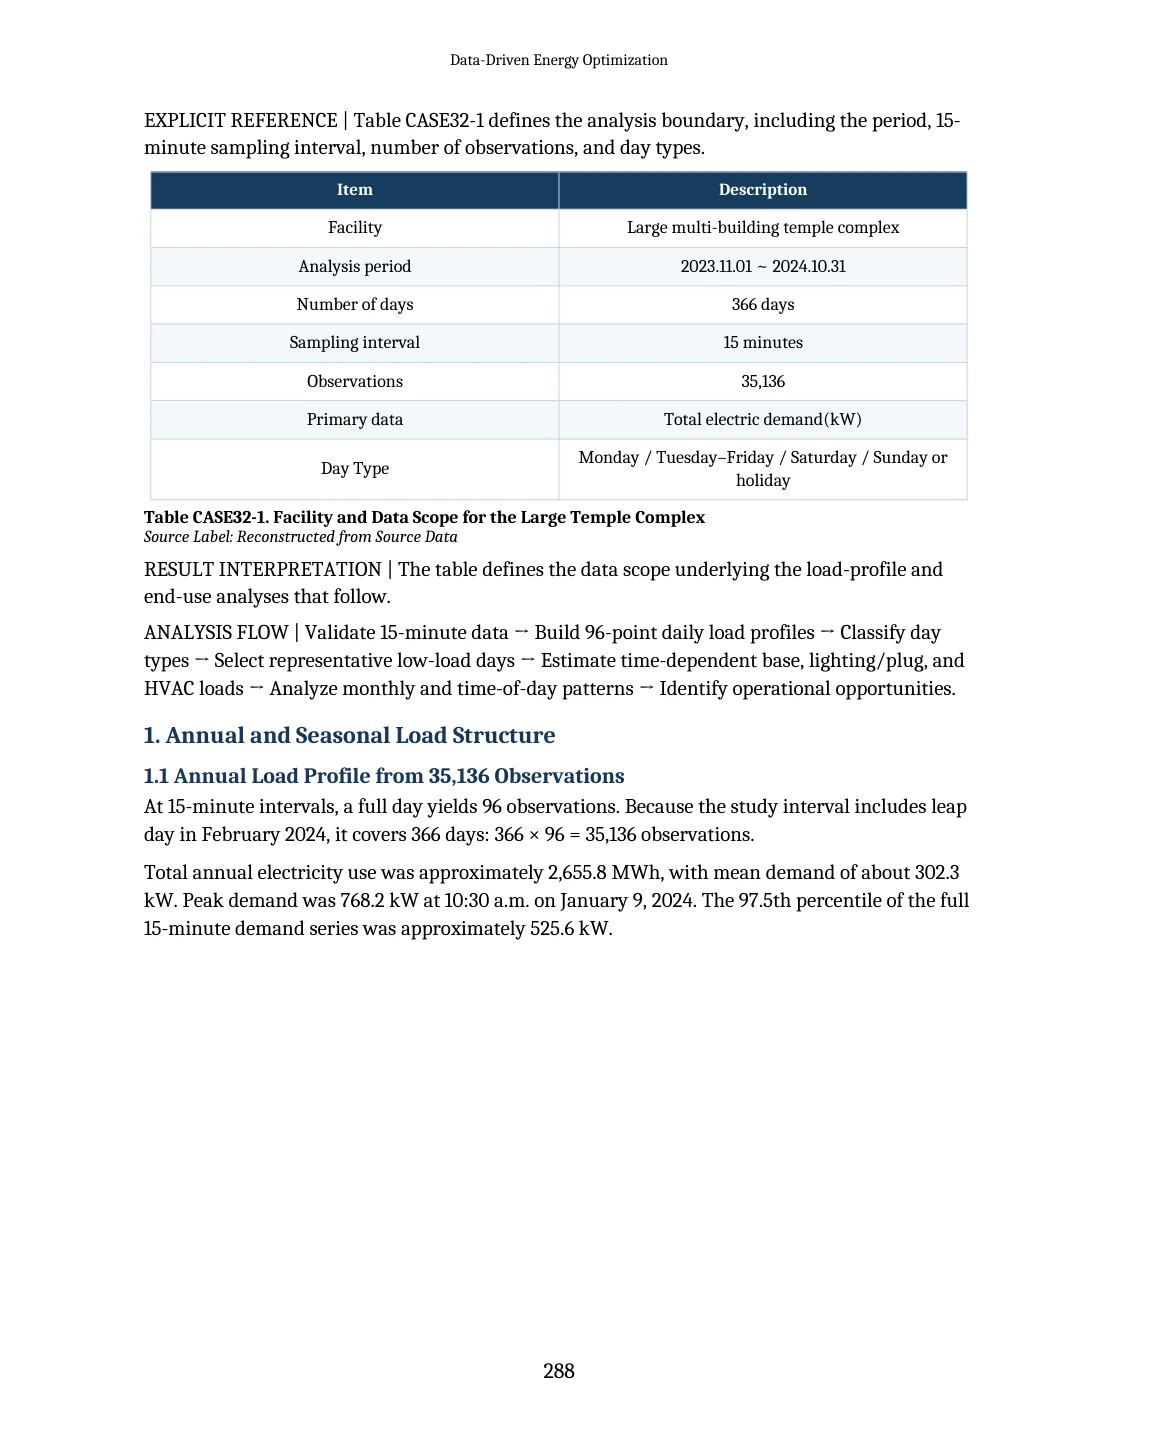 Data-Driven Energy Optimization
EXPLICIT REFERENCE | Table CASE32-1 defines the analysis boundary, including the period, 15-
minute sampling interval, number of observations, and day types.
Item Description
Facility Large multi-building temple complex
Analysis period 2023.11.01 ~ 2024.10.31
Number of days 366 days
Sampling interval 15 minutes
Observations 35,136
Primary data Total electric demand(kW)
Day Type Monday / Tuesday–Friday / Saturday / Sunday or
holiday
Table CASE32-1. Facility and Data Scope for the Large Temple Complex
Source Label: Reconstructed from Source Data
RESULT INTERPRETATION | The table defines the data scope underlying the load-profile and
end-use analyses that follow.
ANALYSIS FLOW | Validate 15-minute data → Build 96-point daily load profiles → Classify day
types → Select representative low-load days → Estimate time-dependent base, lighting/plug, and
HVAC loads → Analyze monthly and time-of-day patterns → Identify operational opportunities.
1. Annual and Seasonal Load Structure
1.1 Annual Load Profile from 35,136 Observations
At 15-minute intervals, a full day yields 96 observations. Because the study interval includes leap
day in February 2024, it covers 366 days: 366 × 96 = 35,136 observations.
Total annual electricity use was approximately 2,655.8 MWh, with mean demand of about 302.3
kW. Peak demand was 768.2 kW at 10:30 a.m. on January 9, 2024. The 97.5th percentile of the full
15-minute demand series was approximately 525.6 kW.
288